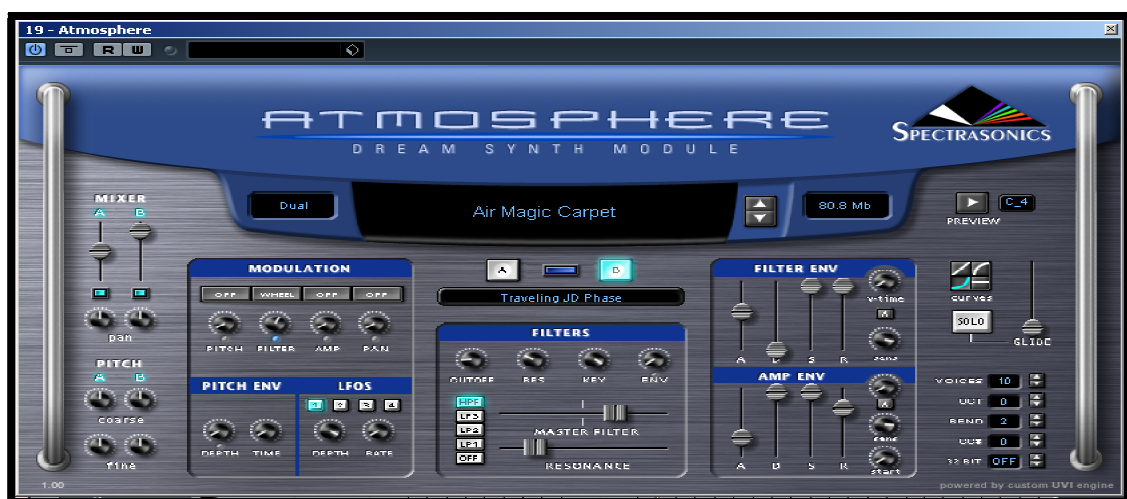 19 - Atmosphere
R W
ATMOSPHERE
DREAM SYNTH MODULE
SPECTRASONICS
MIXER
A B
Dual
Air Magic Carpet
80.8 Mb
PREVIEW
C_4
MODULATION
OFF WHEEL OFF OFF
PITCH FILTER AMP PAN
A B
Traveling JD Phase
FILTER ENV
v-time
A
sens
A D S R
curves
SOLO
GLIDE
pan
PITCH
A B
coarse
fine
PITCH ENV
DEPTH TIME
LFOS
1 2 3 4
DEPTH RATE
FILTERS
CUTOFF RES KEY ENV
HPF
LP3
LP2
LP1
OFF
MASTER FILTER
RESONANCE
AMP ENV
A
sens
start
A D S R
VOICES 10
OCT 0
BEND 2
32 BIT OFF
1.00
powered by custom UVI engine